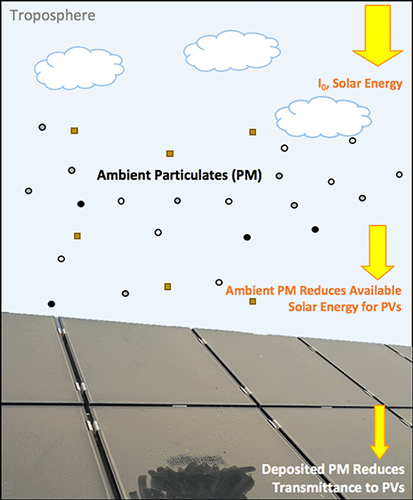 Troposphere
I₀, Solar Energy
Ambient Particulates (PM)
Ambient PM Reduces Available
Solar Energy for PVs
Deposited PM Reduces
Transmittance to PVs